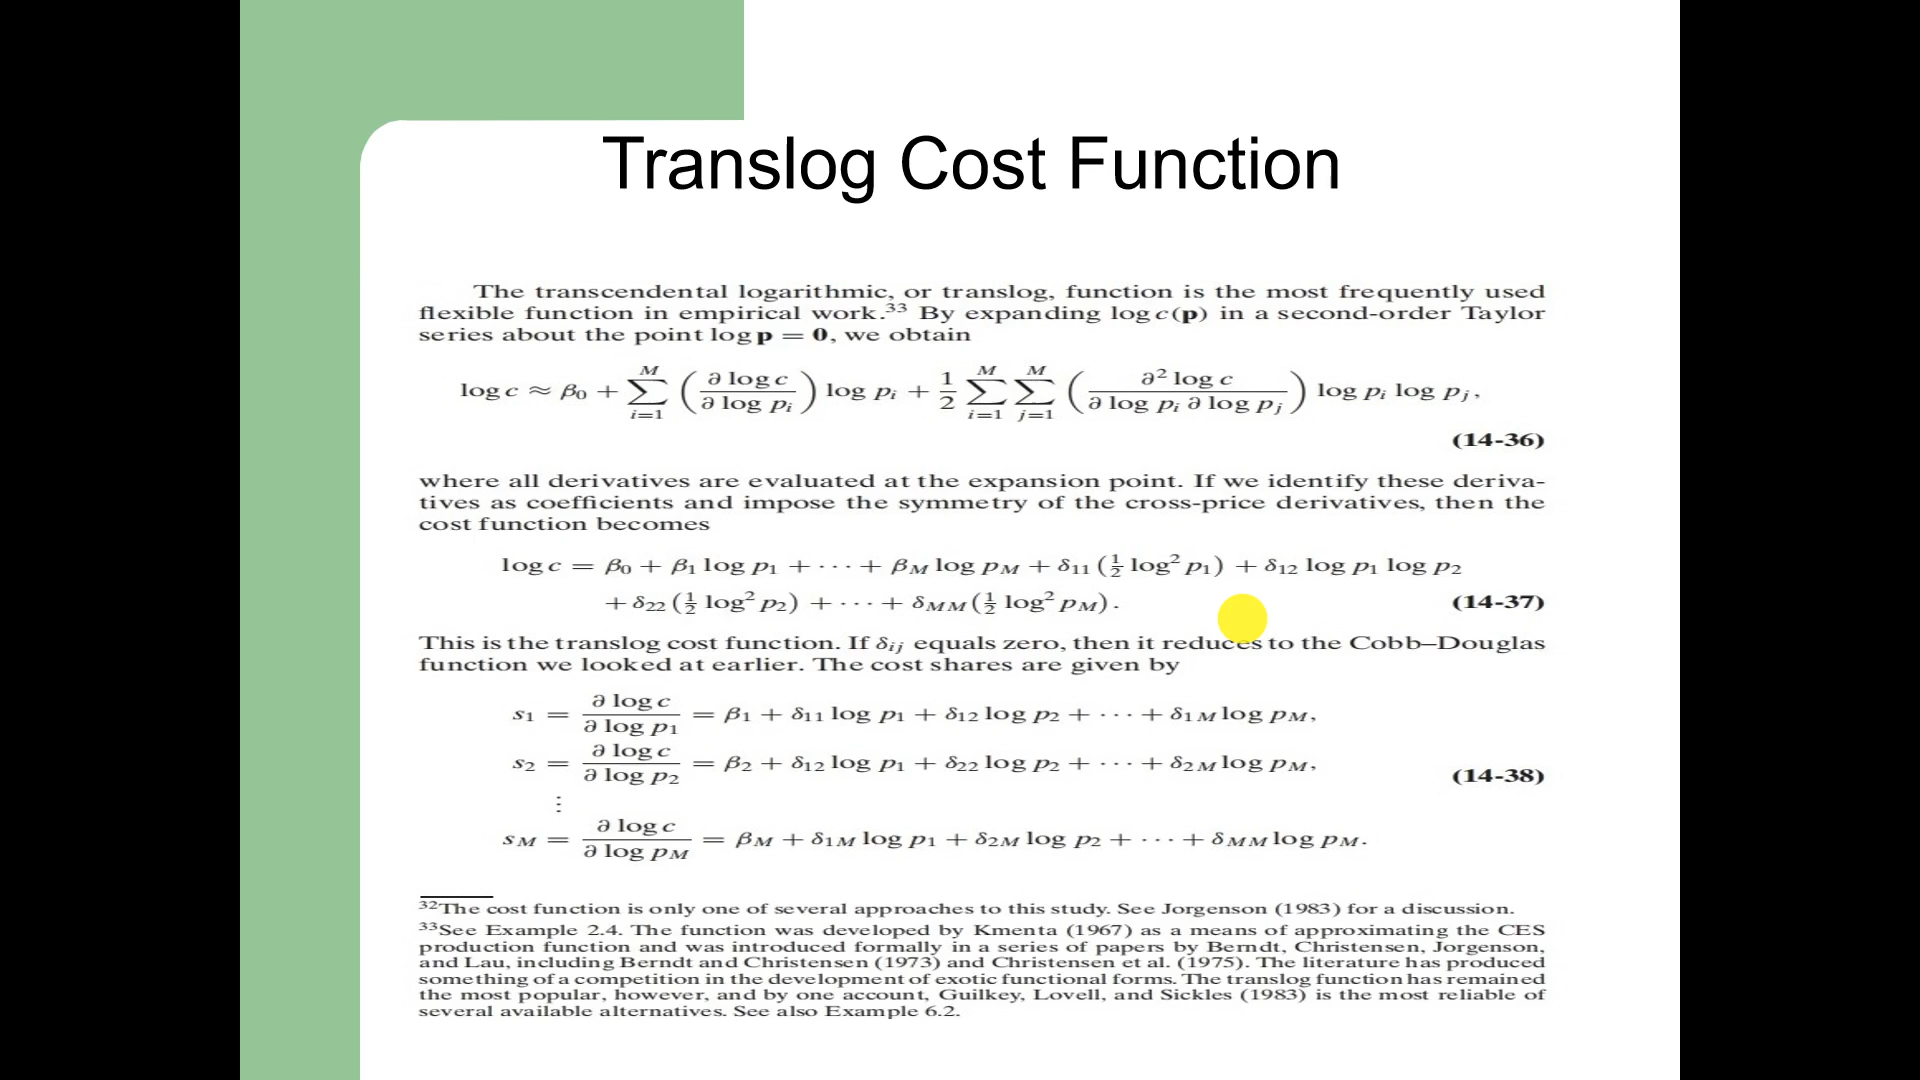 Translog Cost Function
The transcendental logarithmic, or translog, function is the most frequently used
flexible function in empirical work.³³ By expanding log c(p) in a second-order Taylor
series about the point log p = 0, we obtain
log c ≈ β₀ + ∑ᵢ₌₁ᴹ (∂ log c / ∂ log pᵢ) log pᵢ + ½ ∑ᵢ₌₁ᴹ ∑ⱼ₌₁ᴹ (∂² log c / ∂ log pᵢ ∂ log pⱼ) log pᵢ log pⱼ,
(14-36)
where all derivatives are evaluated at the expansion point. If we identify these deriva-
tives as coefficients and impose the symmetry of the cross-price derivatives, then the
cost function becomes
log c = β₀ + β₁ log p₁ + ··· + β_M log p_M + δ₁₁ (½ log² p₁) + δ₁₂ log p₁ log p₂
+ δ₂₂ (½ log² p₂) + ··· + δ_MM (½ log² p_M). (14-37)
This is the translog cost function. If δᵢⱼ equals zero, then it reduces to the Cobb–Douglas
function we looked at earlier. The cost shares are given by
s₁ = ∂ log c / ∂ log p₁ = β₁ + δ₁₁ log p₁ + δ₁₂ log p₂ + ··· + δ₁M log p_M,
s₂ = ∂ log c / ∂ log p₂ = β₂ + δ₁₂ log p₁ + δ₂₂ log p₂ + ··· + δ₂M log p_M, (14-38)
⋮
s_M = ∂ log c / ∂ log p_M = β_M + δ₁M log p₁ + δ₂M log p₂ + ··· + δ_MM log p_M.
³²The cost function is only one of several approaches to this study. See Jorgenson (1983) for a discussion.
³³See Example 2.4. The function was developed by Kmenta (1967) as a means of approximating the CES
production function and was introduced formally in a series of papers by Berndt, Christensen, Jorgenson,
and Lau, including Berndt and Christensen (1973) and Christensen et al. (1975). The literature has produced
something of a competition in the development of exotic functional forms. The translog function has remained
the most popular, however, and by one account, Guilkey, Lovell, and Sickles (1983) is the most reliable of
several available alternatives. See also Example 6.2.